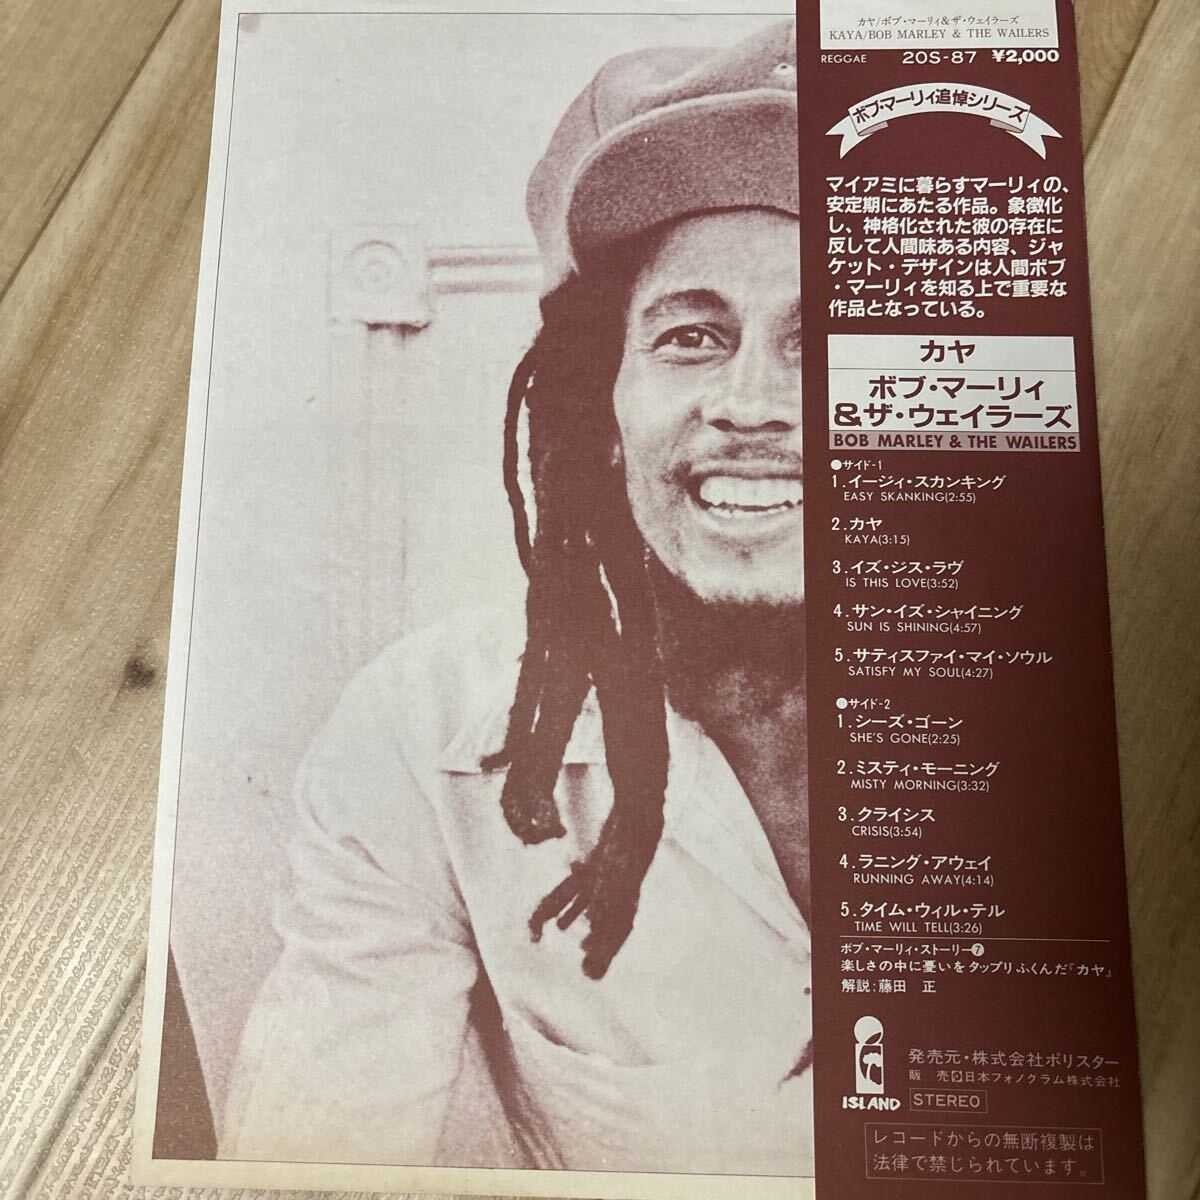 カヤ/ボブ・マーリィ&ザ・ウェイラーズ
KAYA/BOB MARLEY & THE WAILERS
REGGAE 20S-87 ¥2,000
ボブ・マーリィ追悼シリーズ
マイアミに暮らすマーリィの、
安定期にあたる作品。象徴化
し、神格化された彼の存在に
反して人間味ある内容、ジャ
ケット・デザインは人間ボブ
・マーリィを知る上で重要な
作品となっている。
カヤ
ボブ・マーリィ
&ザ・ウェイラーズ
BOB MARLEY & THE WAILERS
●サイド-1
1.イージィ・スカンキング
EASY SKANKING(2:55)
2.カヤ
KAYA(3:15)
3.イズ・ジス・ラヴ
IS THIS LOVE(3:52)
4.サン・イズ・シャイニング
SUN IS SHINING(4:57)
5.サティスファイ・マイ・ソウル
SATISFY MY SOUL(4:27)
●サイド-2
1.シーズ・ゴーン
SHE'S GONE(2:25)
2.ミスティ・モーニング
MISTY MORNING(3:32)
3.クライシス
CRISIS(3:54)
4.ラニング・アウェイ
RUNNING AWAY(4:14)
5.タイム・ウィル・テル
TIME WILL TELL(3:26)
ボブ・マーリィ・ストーリー❼
楽しさの中に憂いをタップリふくんだ『カヤ』
解説:藤田 正
発売元・株式会社ポリスター
販 売 日本フォノグラム株式会社
ISLAND STEREO
レコードからの無断複製は
法律で禁じられています。